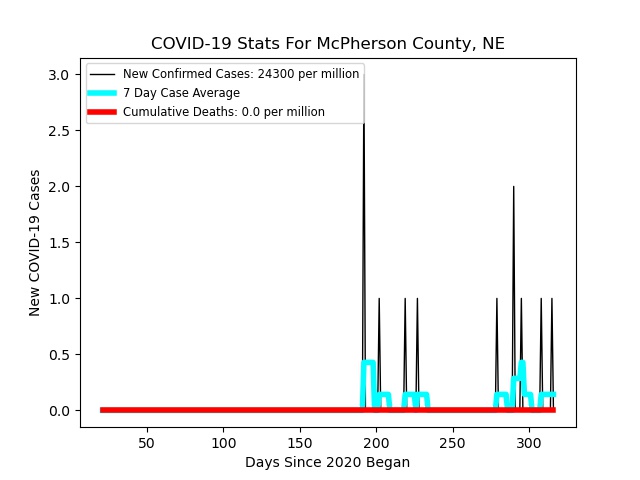 COVID-19 Stats For McPherson County, NE
New Confirmed Cases: 24300 per million
7 Day Case Average
Cumulative Deaths: 0.0 per million
New COVID-19 Cases
3.0
2.5
2.0
1.5
1.0
0.5
0.0
50 100 150 200 250 300
Days Since 2020 Began